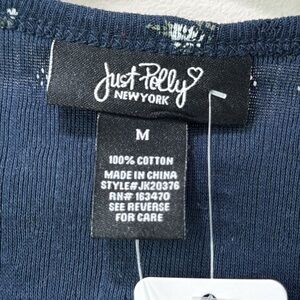 Just Polly
NEW YORK
M
100% COTTON
MADE IN CHINA
STYLE#JK20376
RN# 163470
SEE REVERSE
FOR CARE